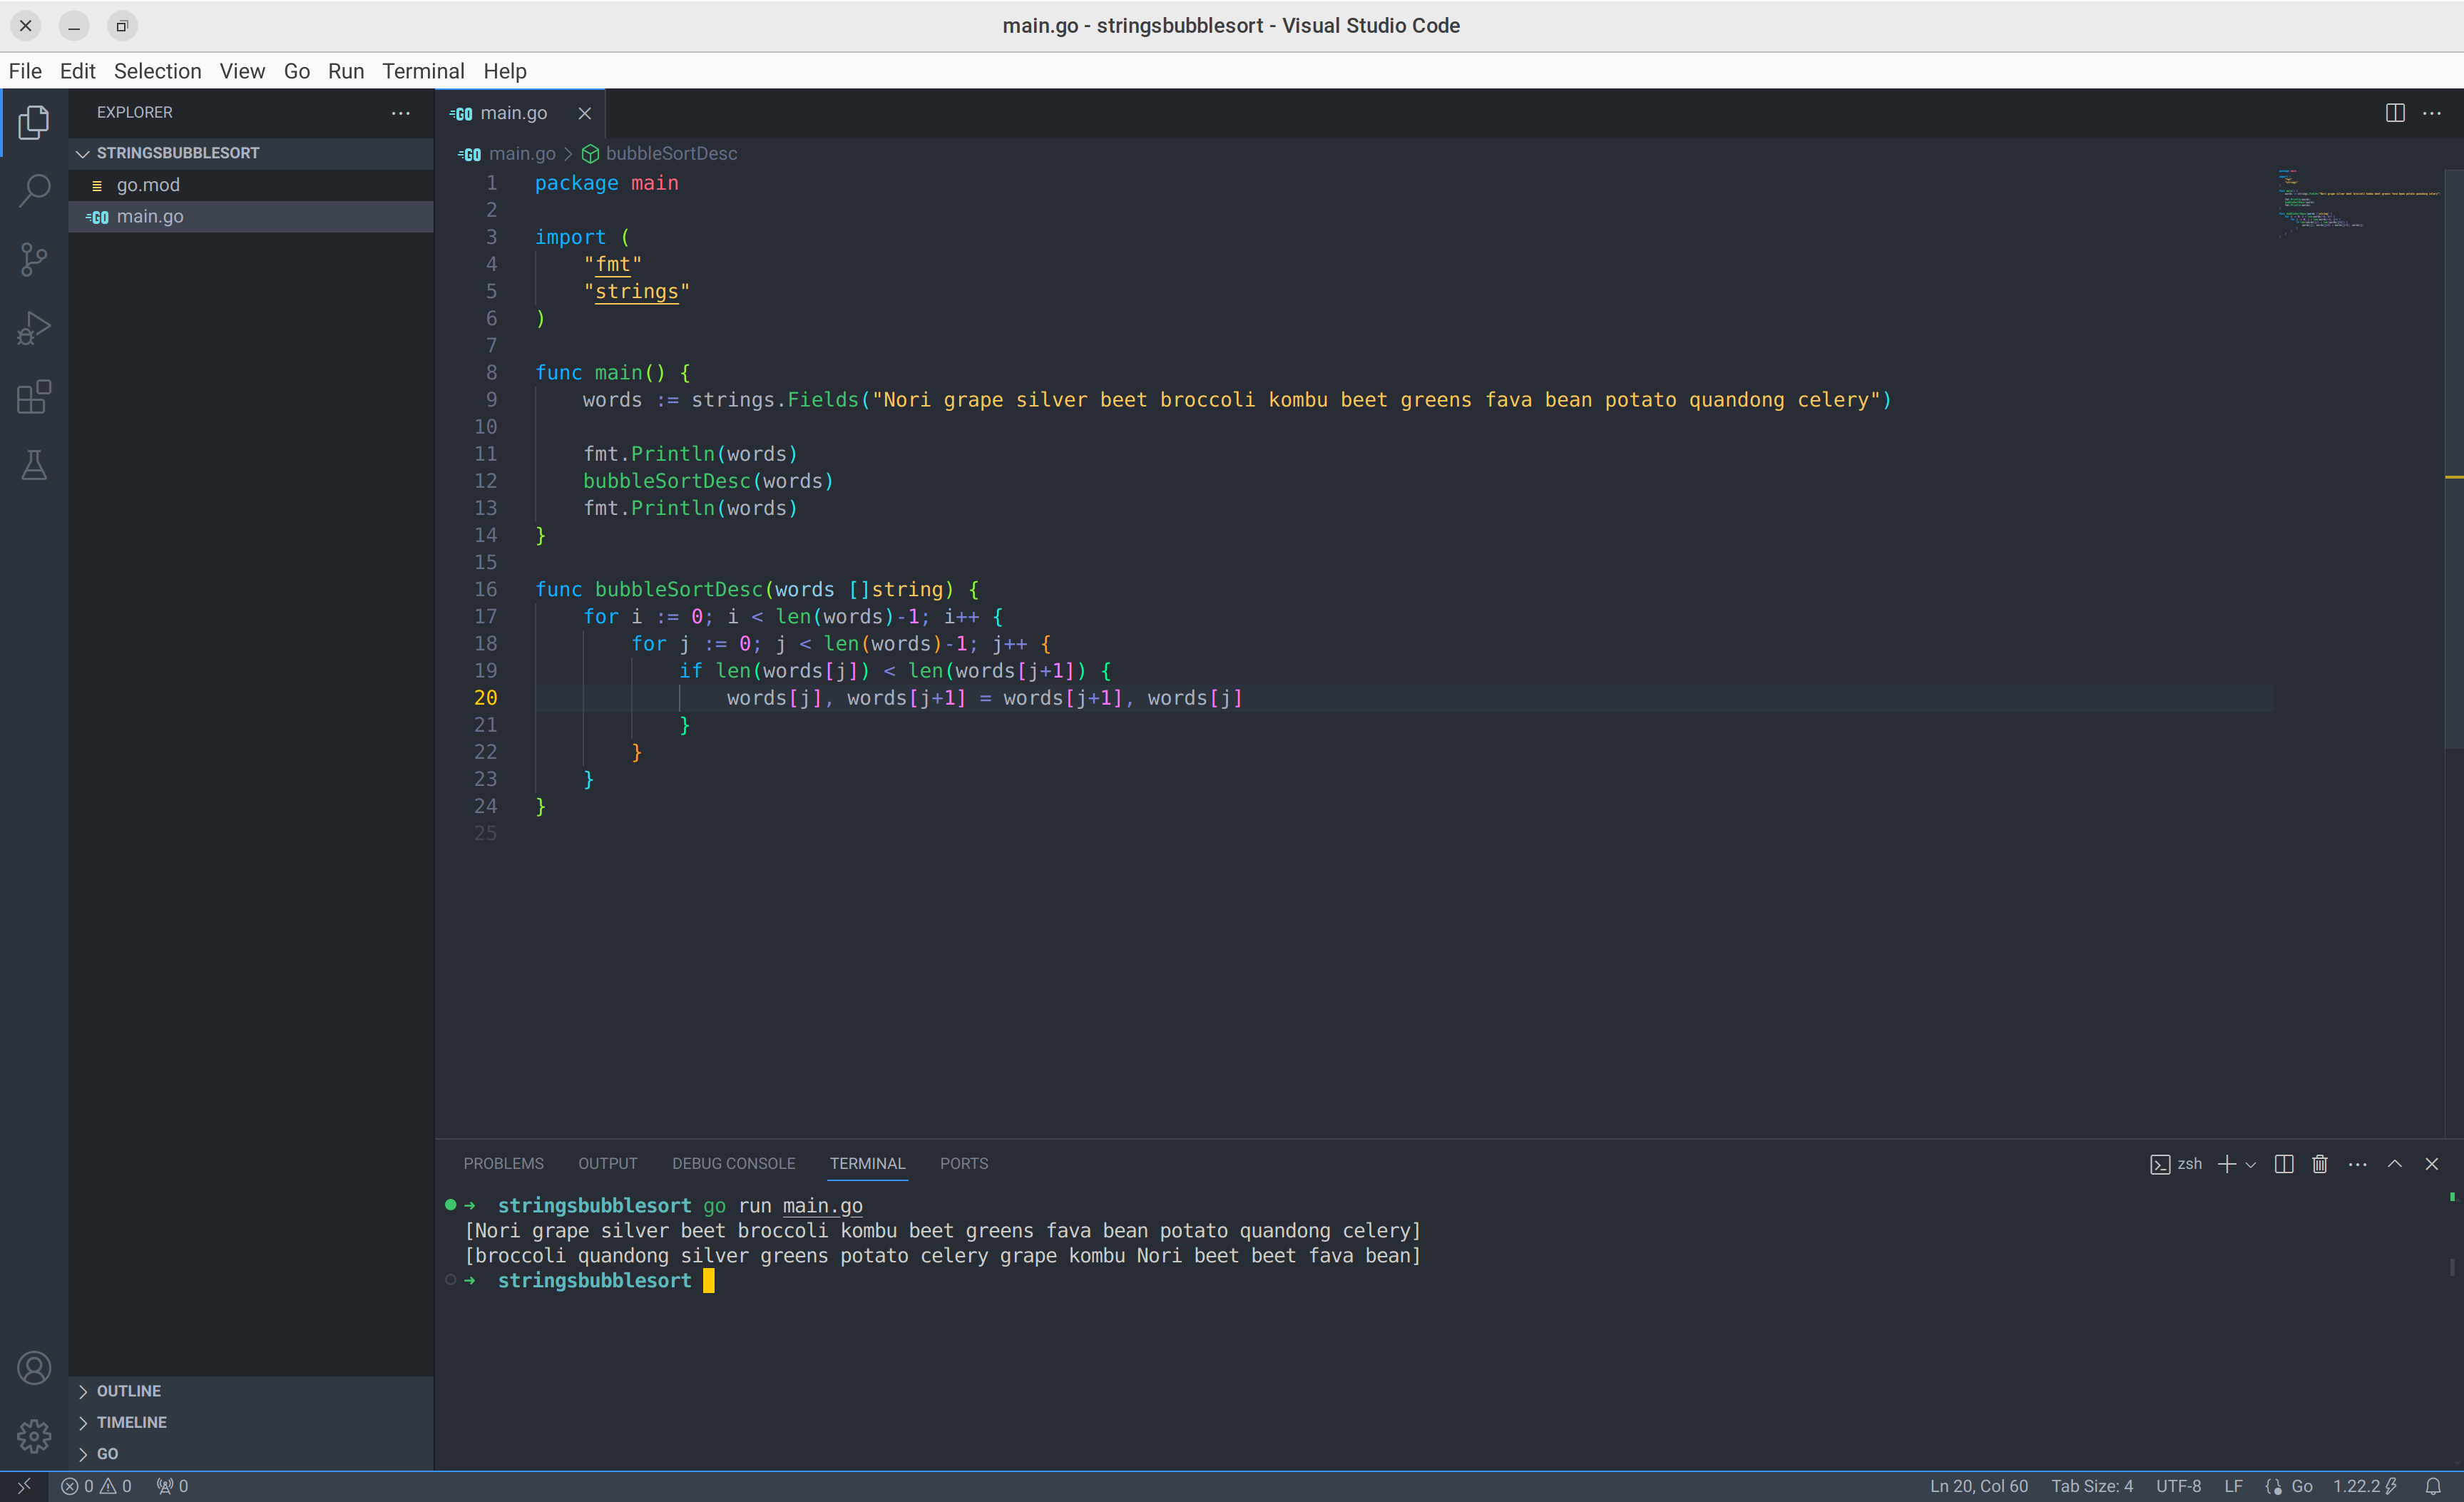 main.go - stringsbubblesort - Visual Studio Code
File Edit Selection View Go Run Terminal Help
EXPLORER
STRINGSBUBBLESORT
go.mod
GO main.go
GO main.go
GO main.go > bubbleSortDesc
1 package main
2
3 import (
4     "fmt"
5     "strings"
6 )
7
8 func main() {
9     words := strings.Fields("Nori grape silver beet broccoli kombu beet greens fava bean potato quandong celery")
10
11     fmt.Println(words)
12     bubbleSortDesc(words)
13     fmt.Println(words)
14 }
15
16 func bubbleSortDesc(words []string) {
17     for i := 0; i < len(words)-1; i++ {
18         for j := 0; j < len(words)-1; j++ {
19             if len(words[j]) < len(words[j+1]) {
20                 words[j], words[j+1] = words[j+1], words[j]
21             }
22         }
23     }
24 }
25
PROBLEMS OUTPUT DEBUG CONSOLE TERMINAL PORTS
zsh
➜ stringsbubblesort go run main.go
[Nori grape silver beet broccoli kombu beet greens fava bean potato quandong celery]
[broccoli quandong silver greens potato celery grape kombu Nori beet beet fava bean]
➜ stringsbubblesort
OUTLINE
TIMELINE
GO
0 0 0
Ln 20, Col 60 Tab Size: 4 UTF-8 LF Go 1.22.2